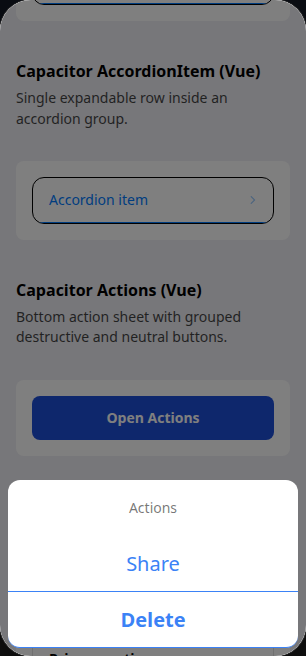 Capacitor AccordionItem (Vue)
Single expandable row inside an
accordion group.
Accordion item
Capacitor Actions (Vue)
Bottom action sheet with grouped
destructive and neutral buttons.
Open Actions
Actions
Share
Delete